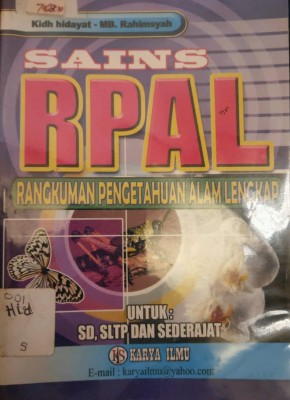 Kidh hidayat - MB. Rahimsyah
SAINS
RPAL
RANGKUMAN PENGETAHUAN ALAM LENGKAP
UNTUK:
SD, SLTP DAN SEDERAJAT
KARYA ILMU
E-mail : karyailmu@yahoo.com
HID
S